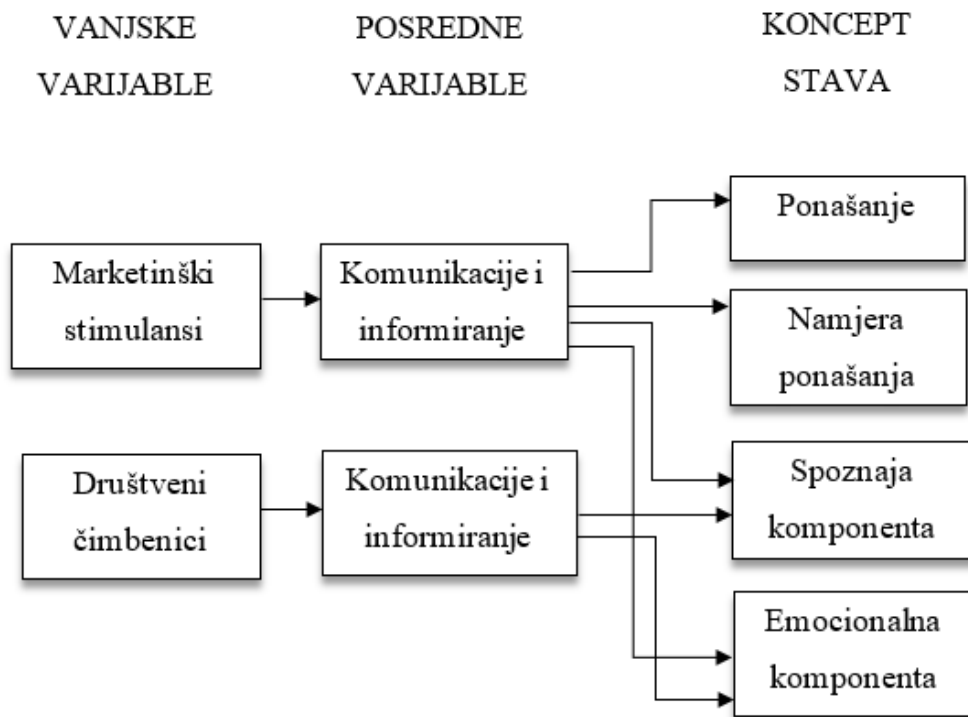 VANJSKE
VARIJABLE
POSREDNE
VARIJABLE
KONCEPT
STAVA
Marketinški
stimulansi
Komunikacije i
informiranje
Ponašanje
Namjera
ponašanja
Društveni
čimbenici
Komunikacije i
informiranje
Spoznaja
komponenta
Emocionalna
komponenta